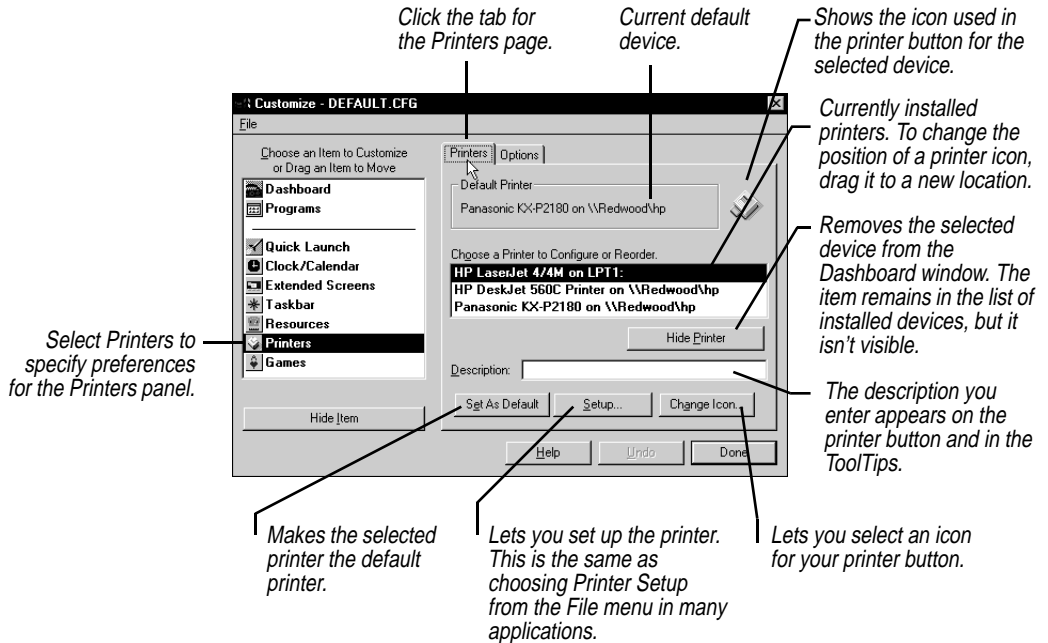 Click the tab for
the Printers page.
Current default
device.
Shows the icon used in
the printer button for the
selected device.
Currently installed
printers. To change the
position of a printer icon,
drag it to a new location.
Removes the selected
device from the
Dashboard window. The
item remains in the list of
installed devices, but it
isn't visible.
The description you
enter appears on the
printer button and in the
ToolTips.
Select Printers to
specify preferences
for the Printers panel.
Customize - DEFAULT.CFG
File
Choose an Item to Customize
or Drag an Item to Move
Dashboard
Programs
Quick Launch
Clock/Calendar
Extended Screens
Taskbar
Resources
Printers
Games
Hide Item
Printers
Options
Default Printer
Panasonic KX-P2180 on \\Redwood\hp
Choose a Printer to Configure or Reorder.
HP LaserJet 4/4M on LPT1:
HP DeskJet 560C Printer on \\Redwood\hp
Panasonic KX-P2180 on \\Redwood\hp
Hide Printer
Description:
Set As Default
Setup...
Change Icon...
Help
Undo
Done
Makes the selected
printer the default
printer.
Lets you set up the printer.
This is the same as
choosing Printer Setup
from the File menu in many
applications.
Lets you select an icon
for your printer button.